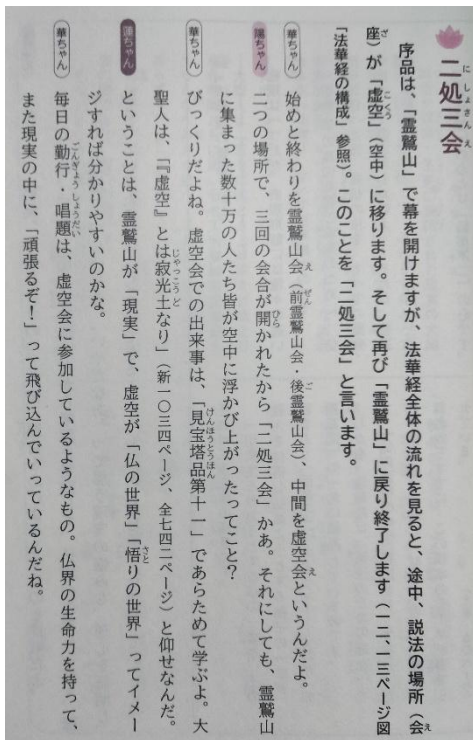 二処三会
にしょさんえ
序品は、「霊鷲山」で幕を開けますが、法華経全体の流れを見ると、途中、説法の場所（会
座）が「虚空」（空中）に移ります。そして再び「霊鷲山」に戻り終了します（一二、一三ページ図
「法華経の構成」参照）。このことを「二処三会」と言います。
華ちゃん 始めと終わりを霊鷲山会（前霊鷲山会・後霊鷲山会）、中間を虚空会というんだよ。
陽ちゃん 二つの場所で、三回の会合が開かれたから「二処三会」かあ。それにしても、霊鷲山
に集まった数十万の人たち皆が空中に浮かび上がったってこと？
華ちゃん びっくりだよね。虚空会での出来事は、「見宝塔品第十一」であらためて学ぶよ。大
聖人は、「『虚空』とは寂光土なり」（新一〇三四ページ、全七四二ページ）と仰せなんだ。
蓮ちゃん ということは、霊鷲山が「現実」で、虚空が「仏の世界」「悟りの世界」ってイメー
ジすれば分かりやすいのかな。
華ちゃん 毎日の勤行・唱題は、虚空会に参加しているようなもの。仏界の生命力を持って、
また現実の中に、「頑張るぞ！」って飛び込んでいっているんだね。